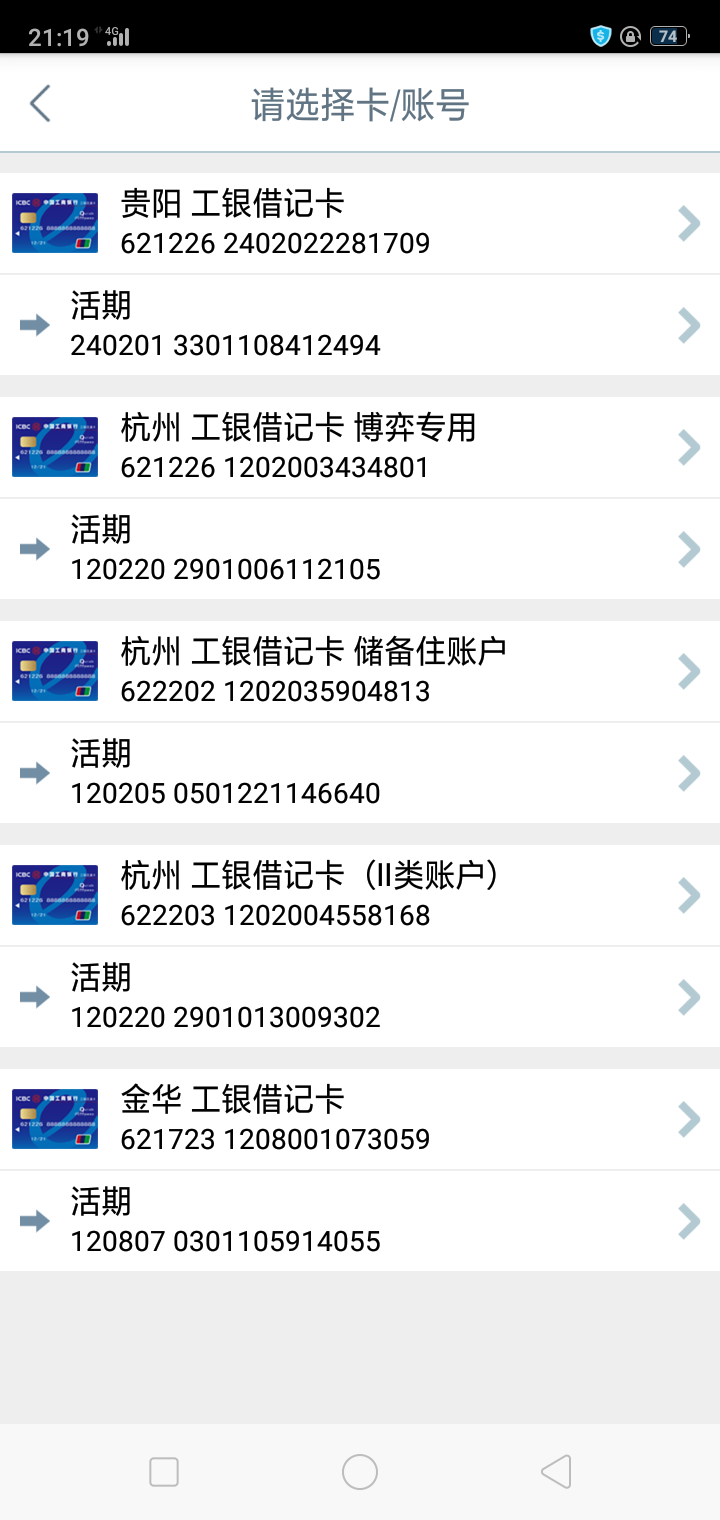 21:19 4G 74
请选择卡/账号
贵阳 工银借记卡
621226 2402022281709
活期
240201 3301108412494
杭州 工银借记卡 博弈专用
621226 1202003434801
活期
120220 2901006112105
杭州 工银借记卡 储备住账户
622202 1202035904813
活期
120205 0501221146640
杭州 工银借记卡（II类账户）
622203 1202004558168
活期
120220 2901013009302
金华 工银借记卡
621723 1208001073059
活期
120807 0301105914055